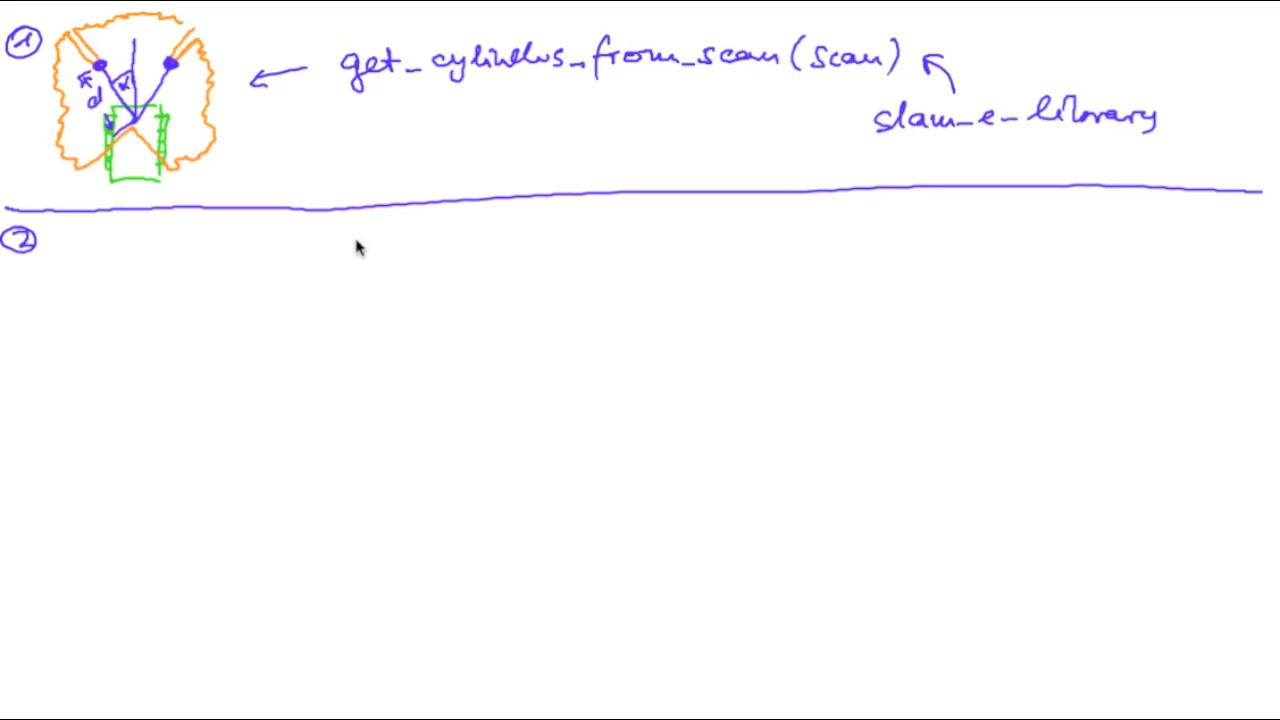 1
α
d
get_cylinders_from_scan(scan)
slam_e_library
2